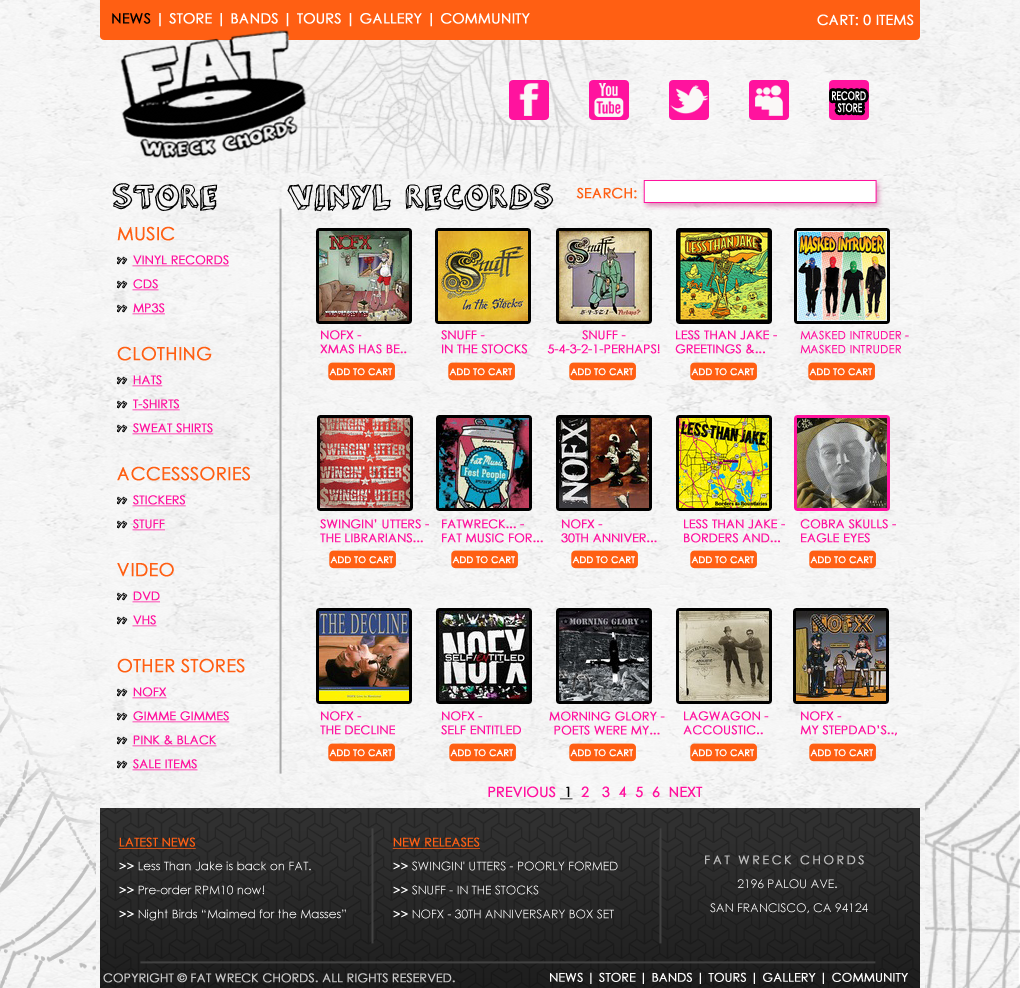 NEWS | STORE | BANDS | TOURS | GALLERY | COMMUNITY
CART: 0 ITEMS
FAT
WRECK CHORDS
f
You
Tube
RECORD
STORE
STORE
VINYL RECORDS
SEARCH:
MUSIC
VINYL RECORDS
CDS
MP3S
CLOTHING
HATS
T-SHIRTS
SWEAT SHIRTS
ACCESSSORIES
STICKERS
STUFF
VIDEO
DVD
VHS
OTHER STORES
NOFX
GIMME GIMMES
PINK & BLACK
SALE ITEMS
NOFX
Snuff
In the Stocks
Snuff
5-4-3-2-1- Perhaps?
LESS THAN JAKE
MASKED INTRUDER
NOFX -
XMAS HAS BE..
SNUFF -
IN THE STOCKS
SNUFF -
5-4-3-2-1-PERHAPSI
LESS THAN JAKE -
GREETINGS &...
MASKED INTRUDER -
MASKED INTRUDER
ADD TO CART
ADD TO CART
ADD TO CART
ADD TO CART
ADD TO CART
SWINGIN' UTTERS
SWINGIN' UTTERS
WINGIN' UTTERS
SWINGIN' UTTERS
Fat Music
Fest People
NOFX
LESS THAN JAKE
Borders & Boundaries
SWINGIN' UTTERS -
THE LIBRARIANS...
FATWRECK... -
FAT MUSIC FOR...
NOFX -
30TH ANNIVER...
LESS THAN JAKE -
BORDERS AND...
COBRA SKULLS -
EAGLE EYES
ADD TO CART
ADD TO CART
ADD TO CART
ADD TO CART
ADD TO CART
THE DECLINE
NOFX
SELF/ENTITLED
MORNING GLORY
NOFX
NOFX -
THE DECLINE
NOFX -
SELF ENTITLED
MORNING GLORY -
POETS WERE MY...
LAGWAGON -
ACCOUSTIC..
NOFX -
MY STEPDAD'S..,
ADD TO CART
ADD TO CART
ADD TO CART
ADD TO CART
ADD TO CART
PREVIOUS 1 2 3 4 5 6 NEXT
LATEST NEWS
>> Less Than Jake is back on FAT.
>> Pre-order RPM10 now!
>> Night Birds “Maimed for the Masses”
NEW RELEASES
>> SWINGIN' UTTERS - POORLY FORMED
>> SNUFF - IN THE STOCKS
>> NOFX - 30TH ANNIVERSARY BOX SET
FAT WRECK CHORDS
2196 PALOU AVE.
SAN FRANCISCO, CA 94124
COPYRIGHT © FAT WRECK CHORDS. ALL RIGHTS RESERVED.
NEWS | STORE | BANDS | TOURS | GALLERY | COMMUNITY